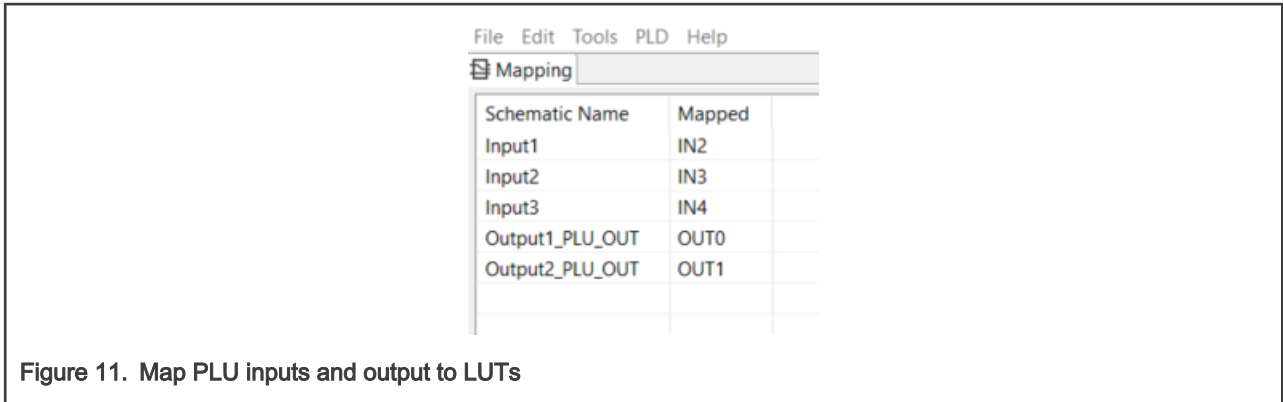 File Edit Tools PLD Help
Mapping
Schematic Name Mapped
Input1 IN2
Input2 IN3
Input3 IN4
Output1_PLU_OUT OUT0
Output2_PLU_OUT OUT1
Figure 11. Map PLU inputs and output to LUTs